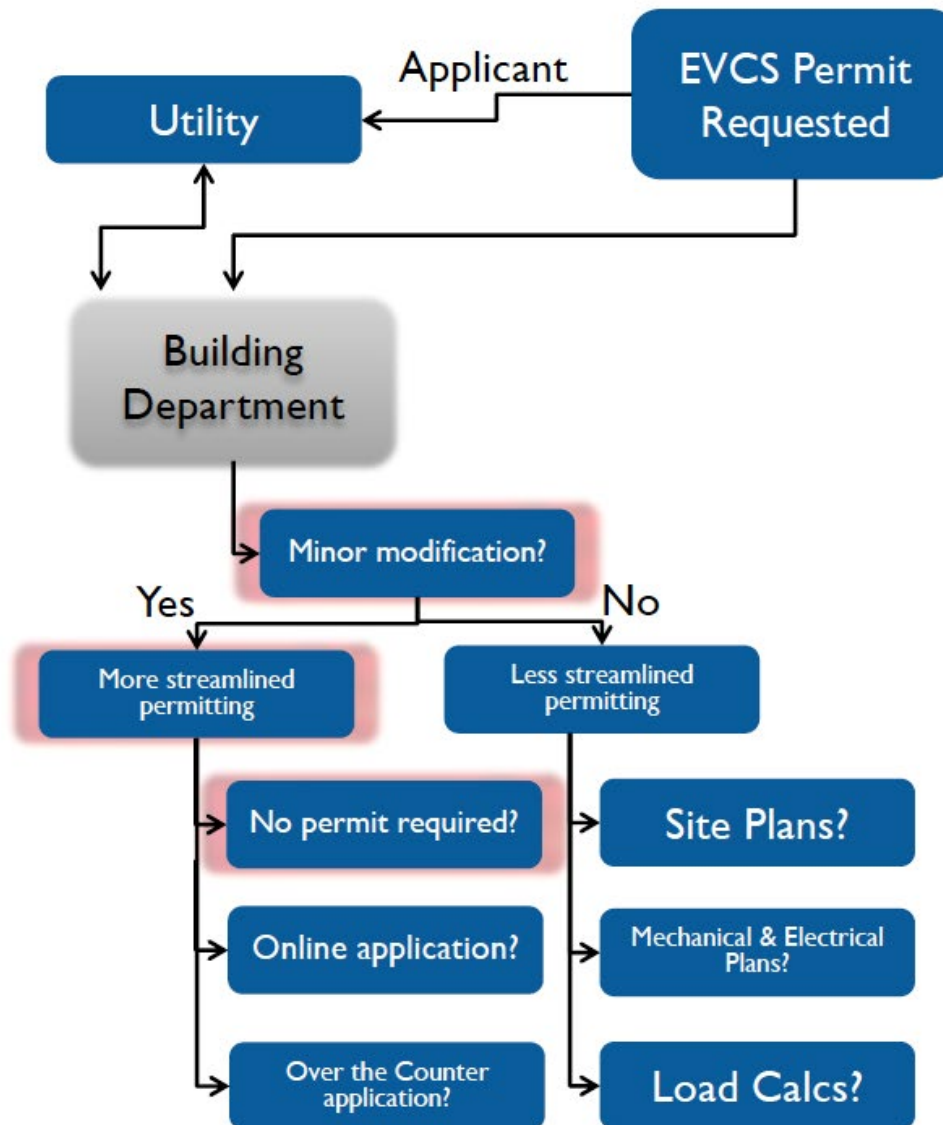 Applicant
EVCS Permit
Requested
Utility
Building
Department
Minor modification?
Yes
No
More streamlined
permitting
Less streamlined
permitting
No permit required?
Site Plans?
Online application?
Mechanical & Electrical
Plans?
Over the Counter
application?
Load Calcs?